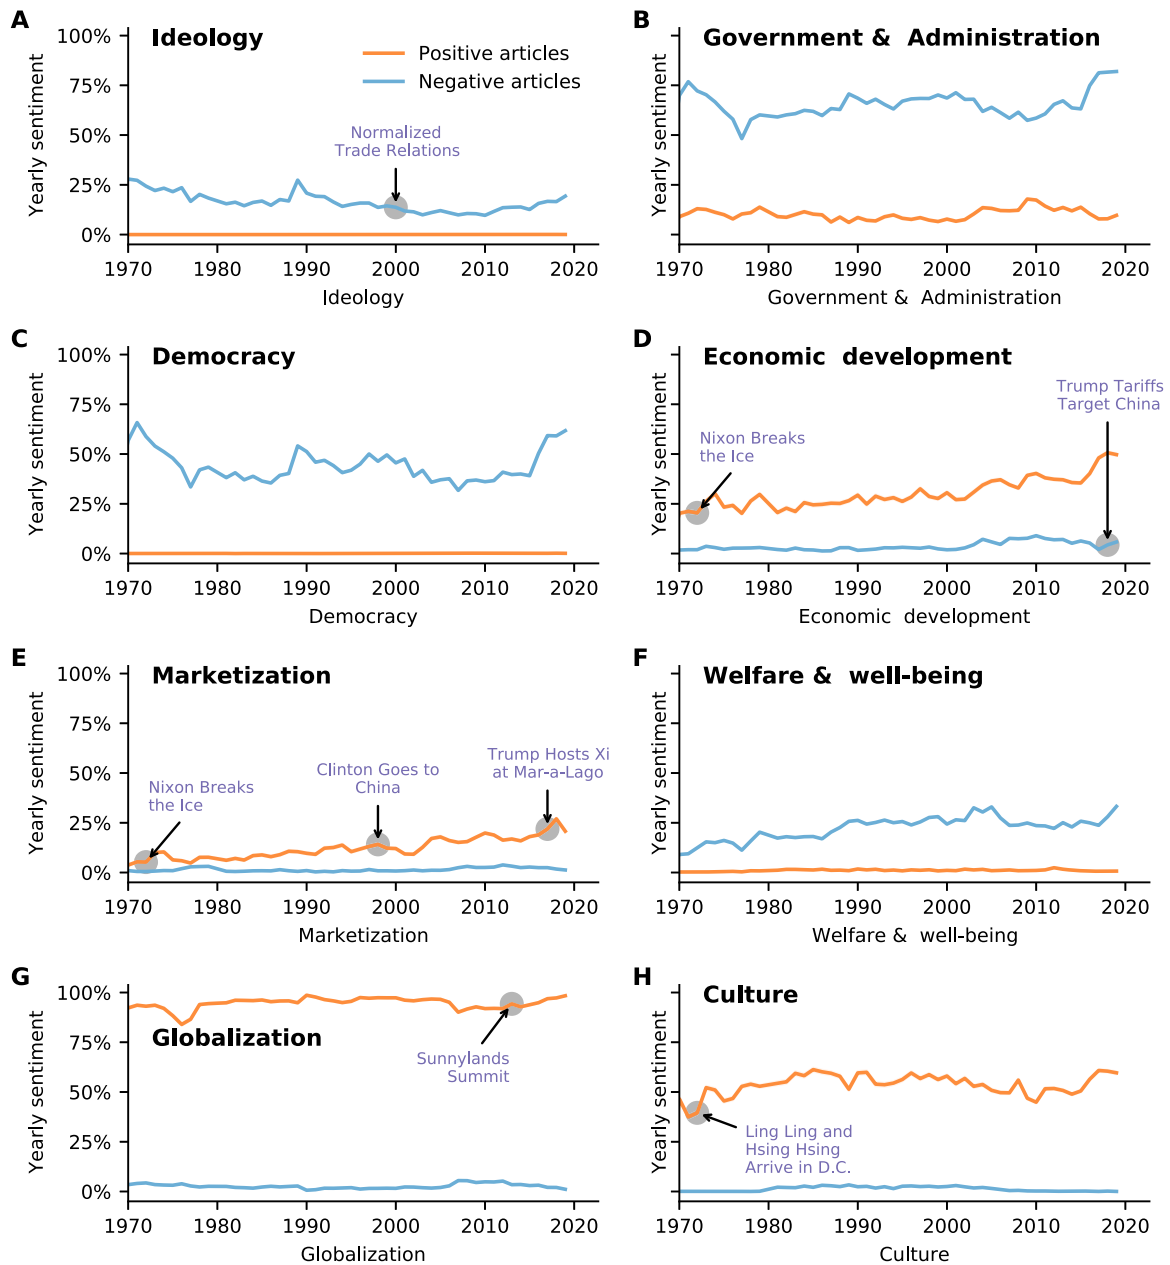 A
Ideology
Positive articles
Negative articles
Normalized
Trade Relations
Yearly sentiment
100%
75%
50%
25%
0%
1970 1980 1990 2000 2010 2020
Ideology
B
Government & Administration
Yearly sentiment
1970 1980 1990 2000 2010 2020
Government & Administration
C
Democracy
Yearly sentiment
100%
75%
50%
25%
0%
1970 1980 1990 2000 2010 2020
Democracy
D
Economic development
Trump Tariffs
Target China
Nixon Breaks
the Ice
Yearly sentiment
1970 1980 1990 2000 2010 2020
Economic development
E
Marketization
Nixon Breaks
the Ice
Clinton Goes to
China
Trump Hosts Xi
at Mar-a-Lago
Yearly sentiment
100%
75%
50%
25%
0%
1970 1980 1990 2000 2010 2020
Marketization
F
Welfare & well-being
Yearly sentiment
1970 1980 1990 2000 2010 2020
Welfare & well-being
G
Globalization
Sunnylands
Summit
Yearly sentiment
100%
75%
50%
25%
0%
1970 1980 1990 2000 2010 2020
Globalization
H
Culture
Ling Ling and
Hsing Hsing
Arrive in D.C.
Yearly sentiment
1970 1980 1990 2000 2010 2020
Culture